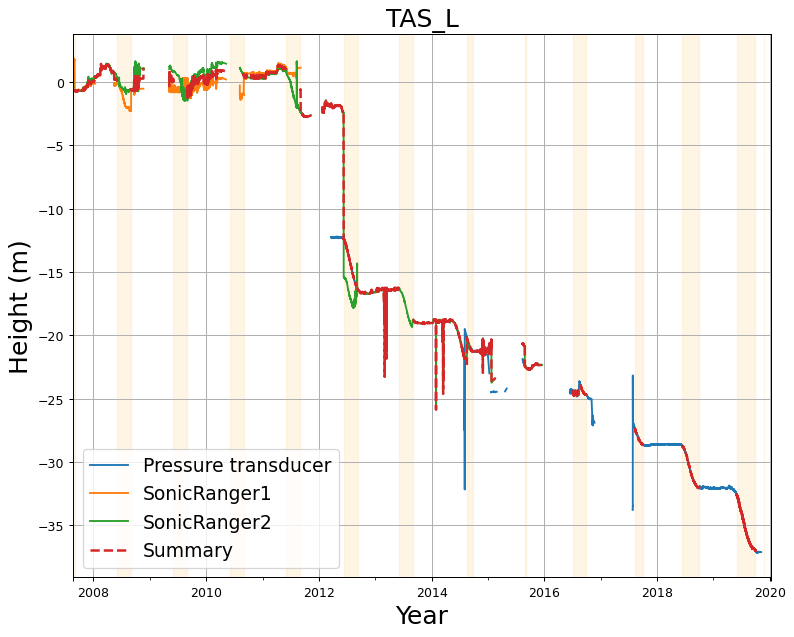 TAS_L
Height (m)
0
−5
−10
−15
−20
−25
−30
−35
Pressure transducer
SonicRanger1
SonicRanger2
Summary
2008 2010 2012 2014 2016 2018 2020
Year